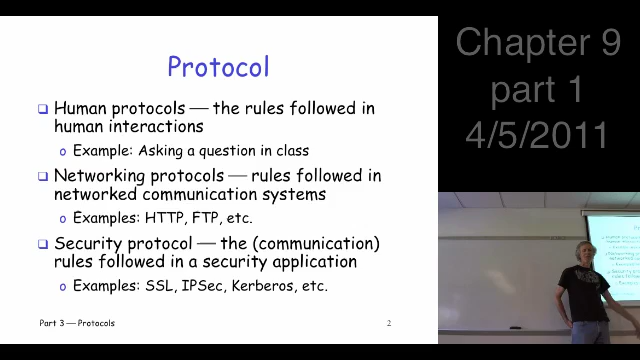 Protocol
❑ Human protocols — the rules followed in
human interactions
o Example: Asking a question in class
❑ Networking protocols — rules followed in
networked communication systems
o Examples: HTTP, FTP, etc.
❑ Security protocol — the (communication)
rules followed in a security application
o Examples: SSL, IPSec, Kerberos, etc.
Part 3 — Protocols
2
Chapter 9
part 1
4/5/2011